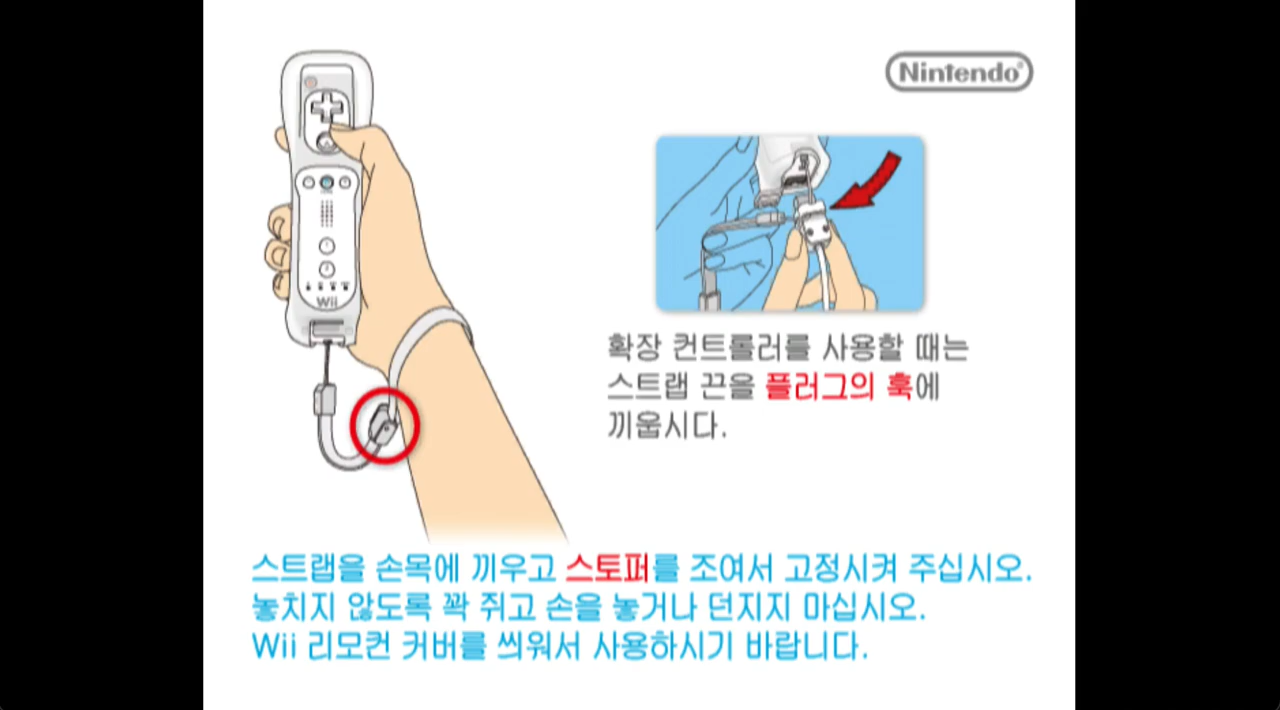 Nintendo®
Wii
확장 컨트롤러를 사용할 때는
스트랩 끈을 플러그의 훅에
끼웁시다.
스트랩을 손목에 끼우고 스토퍼를 조여서 고정시켜 주십시오.
놓치지 않도록 꽉 쥐고 손을 놓거나 던지지 마십시오.
Wii 리모컨 커버를 씌워서 사용하시기 바랍니다.